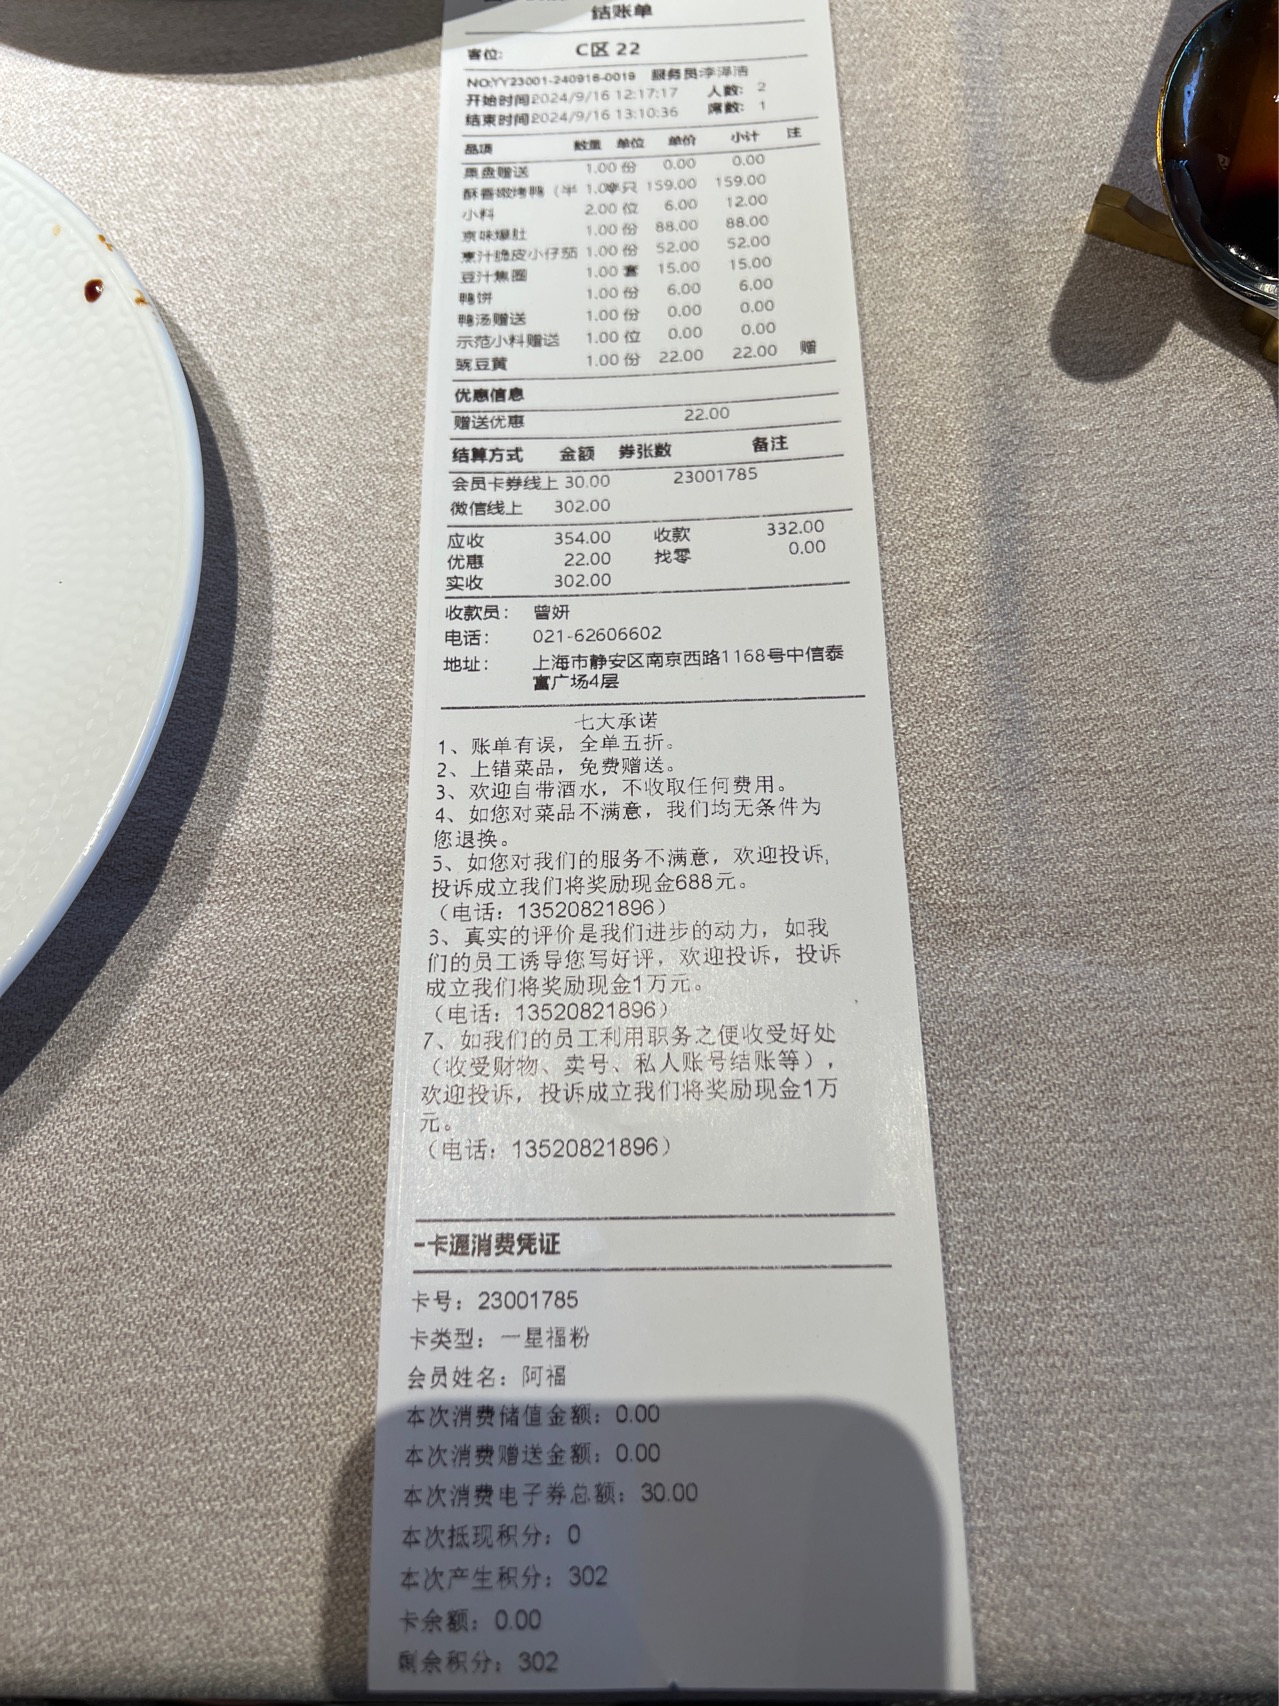 结账单
客位: C区 22
NO:YY23001-240916-0019 服务员:李泽洁
开始时间2024/9/16 12:17:17 人数: 2
结束时间2024/9/16 13:10:36 席数: 1
品项 数量 单位 单价 小计 注
果盘赠送 1.00 份 0.00 0.00
酥香嫩烤鸭（半 1.00 半只 159.00 159.00
小料 2.00 位 6.00 12.00
京味爆肚 1.00 份 88.00 88.00
烹汁脆皮小仔茄 1.00 份 52.00 52.00
豆汁焦圈 1.00 套 15.00 15.00
鸭饼 1.00 份 6.00 6.00
鸭汤赠送 1.00 份 0.00 0.00
示范小料赠送 1.00 位 0.00 0.00
豌豆黄 1.00 份 22.00 22.00 赠
优惠信息
赠送优惠 22.00
结算方式 金额 券张数 备注
会员卡券线上 30.00 23001785
微信线上 302.00
应收 354.00 收款 332.00
优惠 22.00 找零 0.00
实收 302.00
收款员: 曾妍
电话: 021-62606602
地址: 上海市静安区南京西路1168号中信泰
富广场4层
七大承诺
1、账单有误，全单五折。
2、上错菜品，免费赠送。
3、欢迎自带酒水，不收取任何费用。
4、如您对菜品不满意，我们均无条件为
您退换。
5、如您对我们的服务不满意，欢迎投诉,
投诉成立我们将奖励现金688元。
（电话：13520821896）
6、真实的评价是我们进步的动力，如我
们的员工诱导您写好评，欢迎投诉，投诉
成立我们将奖励现金1万元。
（电话：13520821896）
7、如我们的员工利用职务之便收受好处
（收受财物、卖号、私人账号结账等），
欢迎投诉，投诉成立我们将奖励现金1万
元。
（电话：13520821896）
一卡通消费凭证
卡号：23001785
卡类型：一星福粉
会员姓名：阿福
本次消费储值金额：0.00
本次消费赠送金额：0.00
本次消费电子券总额：30.00
本次抵现积分：0
本次产生积分：302
卡余额：0.00
剩余积分：302